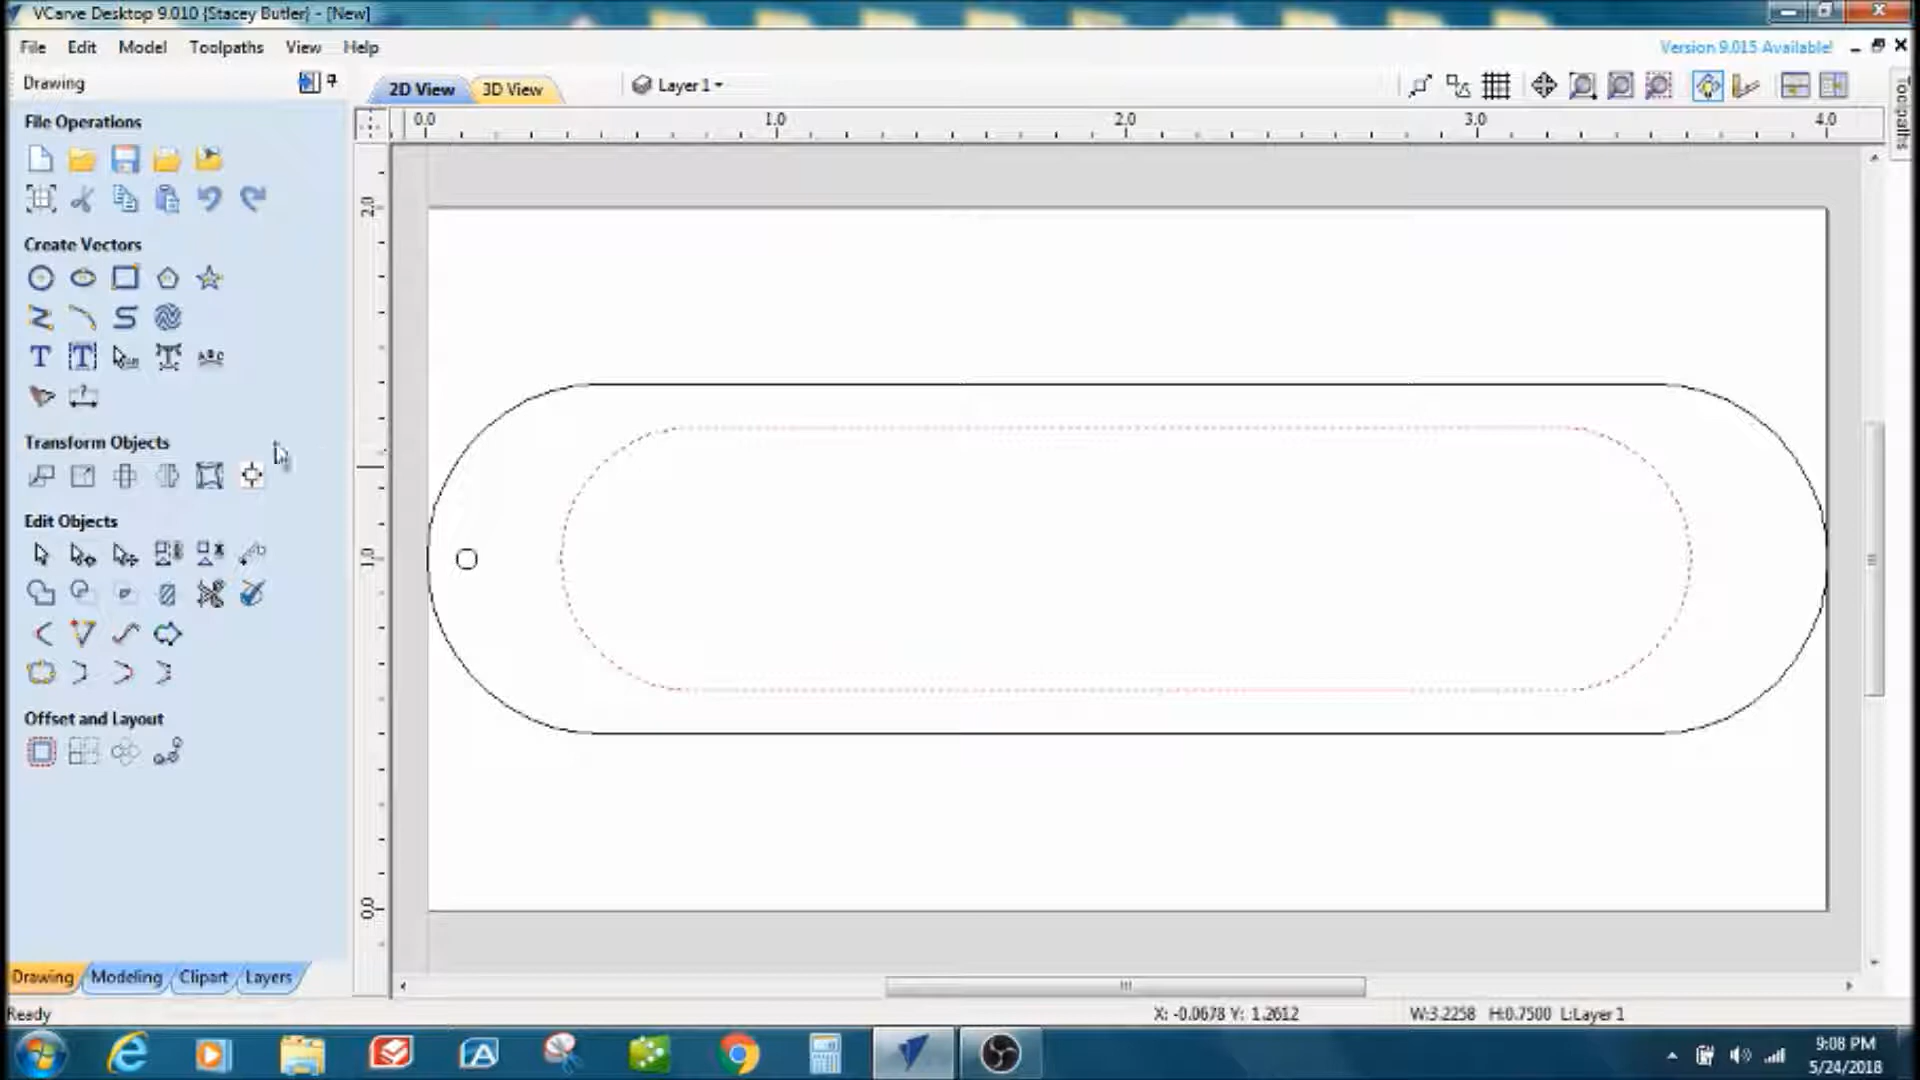 VCarve Desktop 9.010 {Stacey Butler} - [New]
File Edit Model Toolpaths View Help
Version 9.015 Available!
Drawing
2D View 3D View Layer 1
Toolpaths
File Operations
0.0 1.0 2.0 3.0 4.0
2.0
1.0
0.0
Create Vectors
Transform Objects
Edit Objects
Offset and Layout
Drawing Modeling Clipart Layers
Ready
X: -0.0678 Y: 1.2612
W:3.2258 H:0.7500 L:Layer 1
9:08 PM
5/24/2018